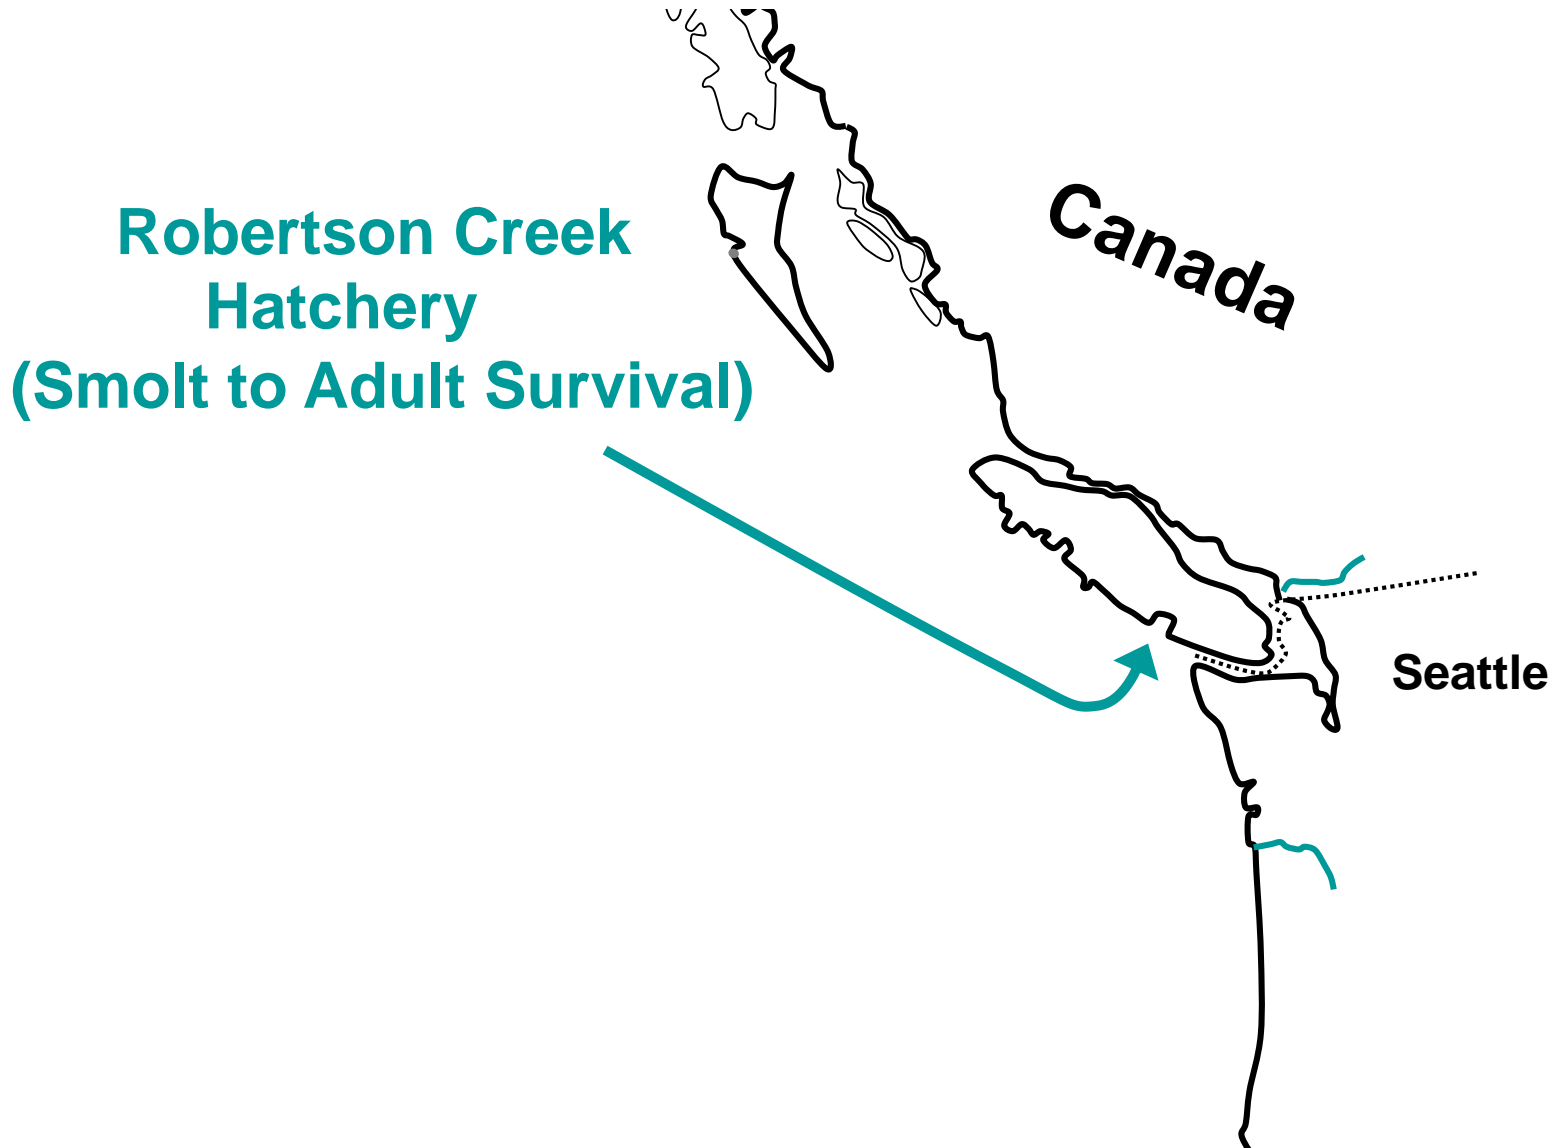 Robertson Creek
Hatchery
(Smolt to Adult Survival)
Canada
Seattle